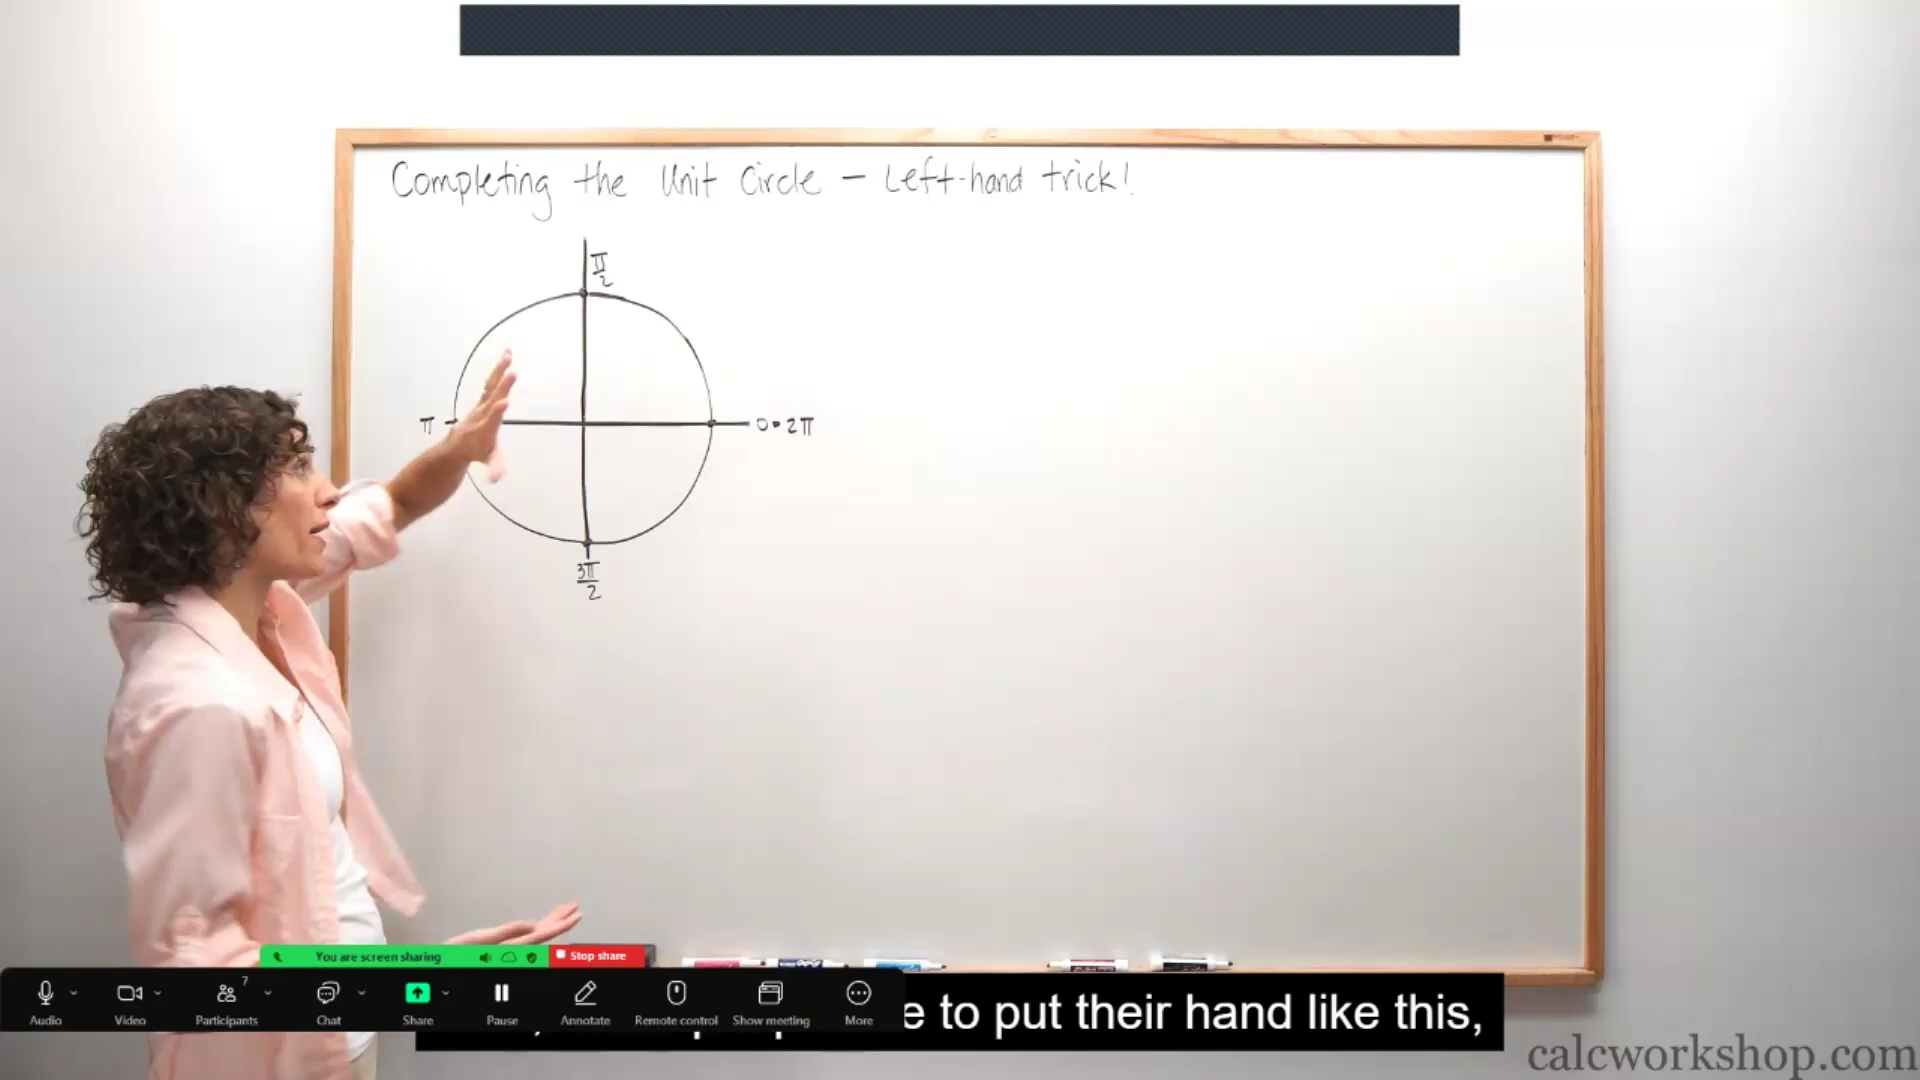 Completing the Unit Circle – Left-hand trick!
π
2
π
0 • 2π
3π
2
You are screen sharing
Stop share
7
Audio
Video
Participants
Chat
Share
Pause
Annotate
Remote control
Show meeting
More
to put their hand like this,
calcworkshop.com